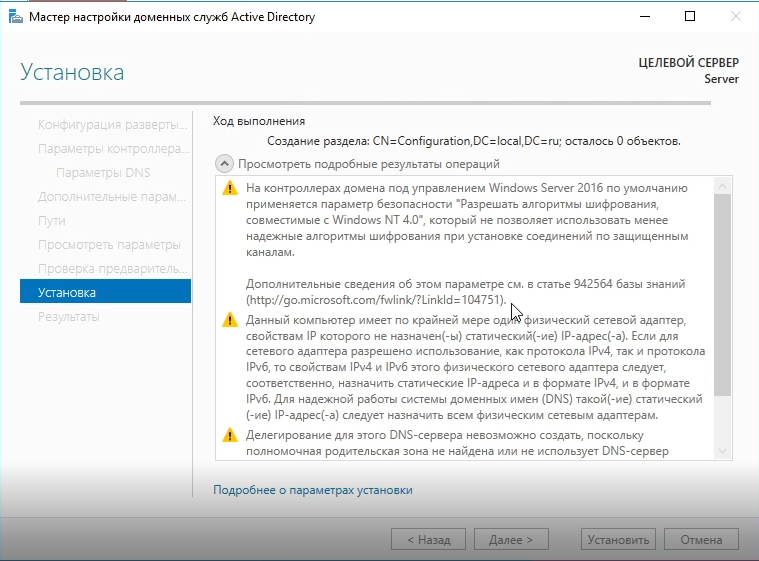 Мастер настройки доменных служб Active Directory
Установка
ЦЕЛЕВОЙ СЕРВЕР
Server
Конфигурация разверты...
Параметры контроллера...
Параметры DNS
Дополнительные парам...
Пути
Просмотреть параметры
Проверка предваритель...
Установка
Результаты
Ход выполнения
Создание раздела: CN=Configuration,DC=local,DC=ru; осталось 0 объектов.
Просмотреть подробные результаты операций
На контроллерах домена под управлением Windows Server 2016 по умолчанию
применяется параметр безопасности "Разрешать алгоритмы шифрования,
совместимые с Windows NT 4.0", который не позволяет использовать менее
надежные алгоритмы шифрования при установке соединений по защищенным
каналам.
Дополнительные сведения об этом параметре см. в статье 942564 базы знаний
(http://go.microsoft.com/fwlink/?LinkId=104751).
Данный компьютер имеет по крайней мере один физический сетевой адаптер,
свойствам IP которого не назначен(-ы) статический(-ие) IP-адрес(-а). Если для
сетевого адаптера разрешено использование, как протокола IPv4, так и протокола
IPv6, то свойствам IPv4 и IPv6 этого физического сетевого адаптера следует,
соответственно, назначить статические IP-адреса и в формате IPv4, и в формате
IPv6. Для надежной работы системы доменных имен (DNS) такой(-ие) статический
(-ие) IP-адрес(-а) следует назначить всем физическим сетевым адаптерам.
Делегирование для этого DNS-сервера невозможно создать, поскольку
полномочная родительская зона не найдена или не использует DNS-сервер
Подробнее о параметрах установки
< Назад
Далее >
Установить
Отмена